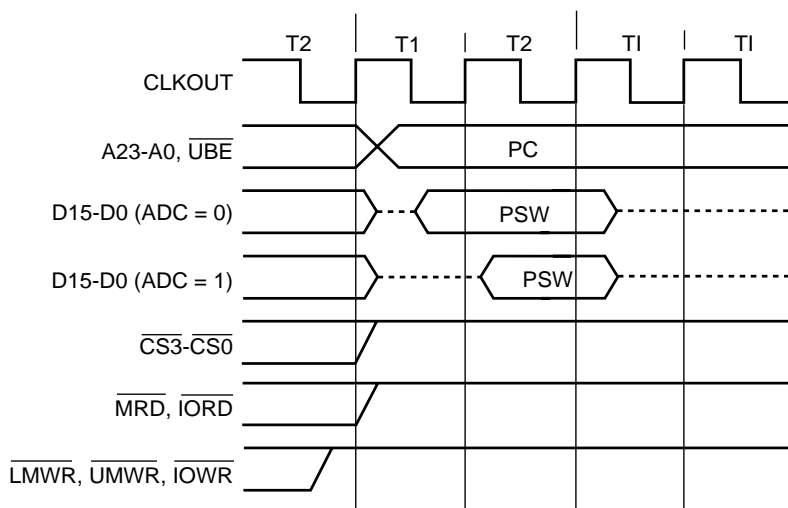 T2 T1 T2 TI TI
CLKOUT
A23-A0, UBE PC
D15-D0 (ADC = 0) PSW
D15-D0 (ADC = 1) PSW
CS3-CS0
MRD, IORD
LMWR, UMWR, IOWR